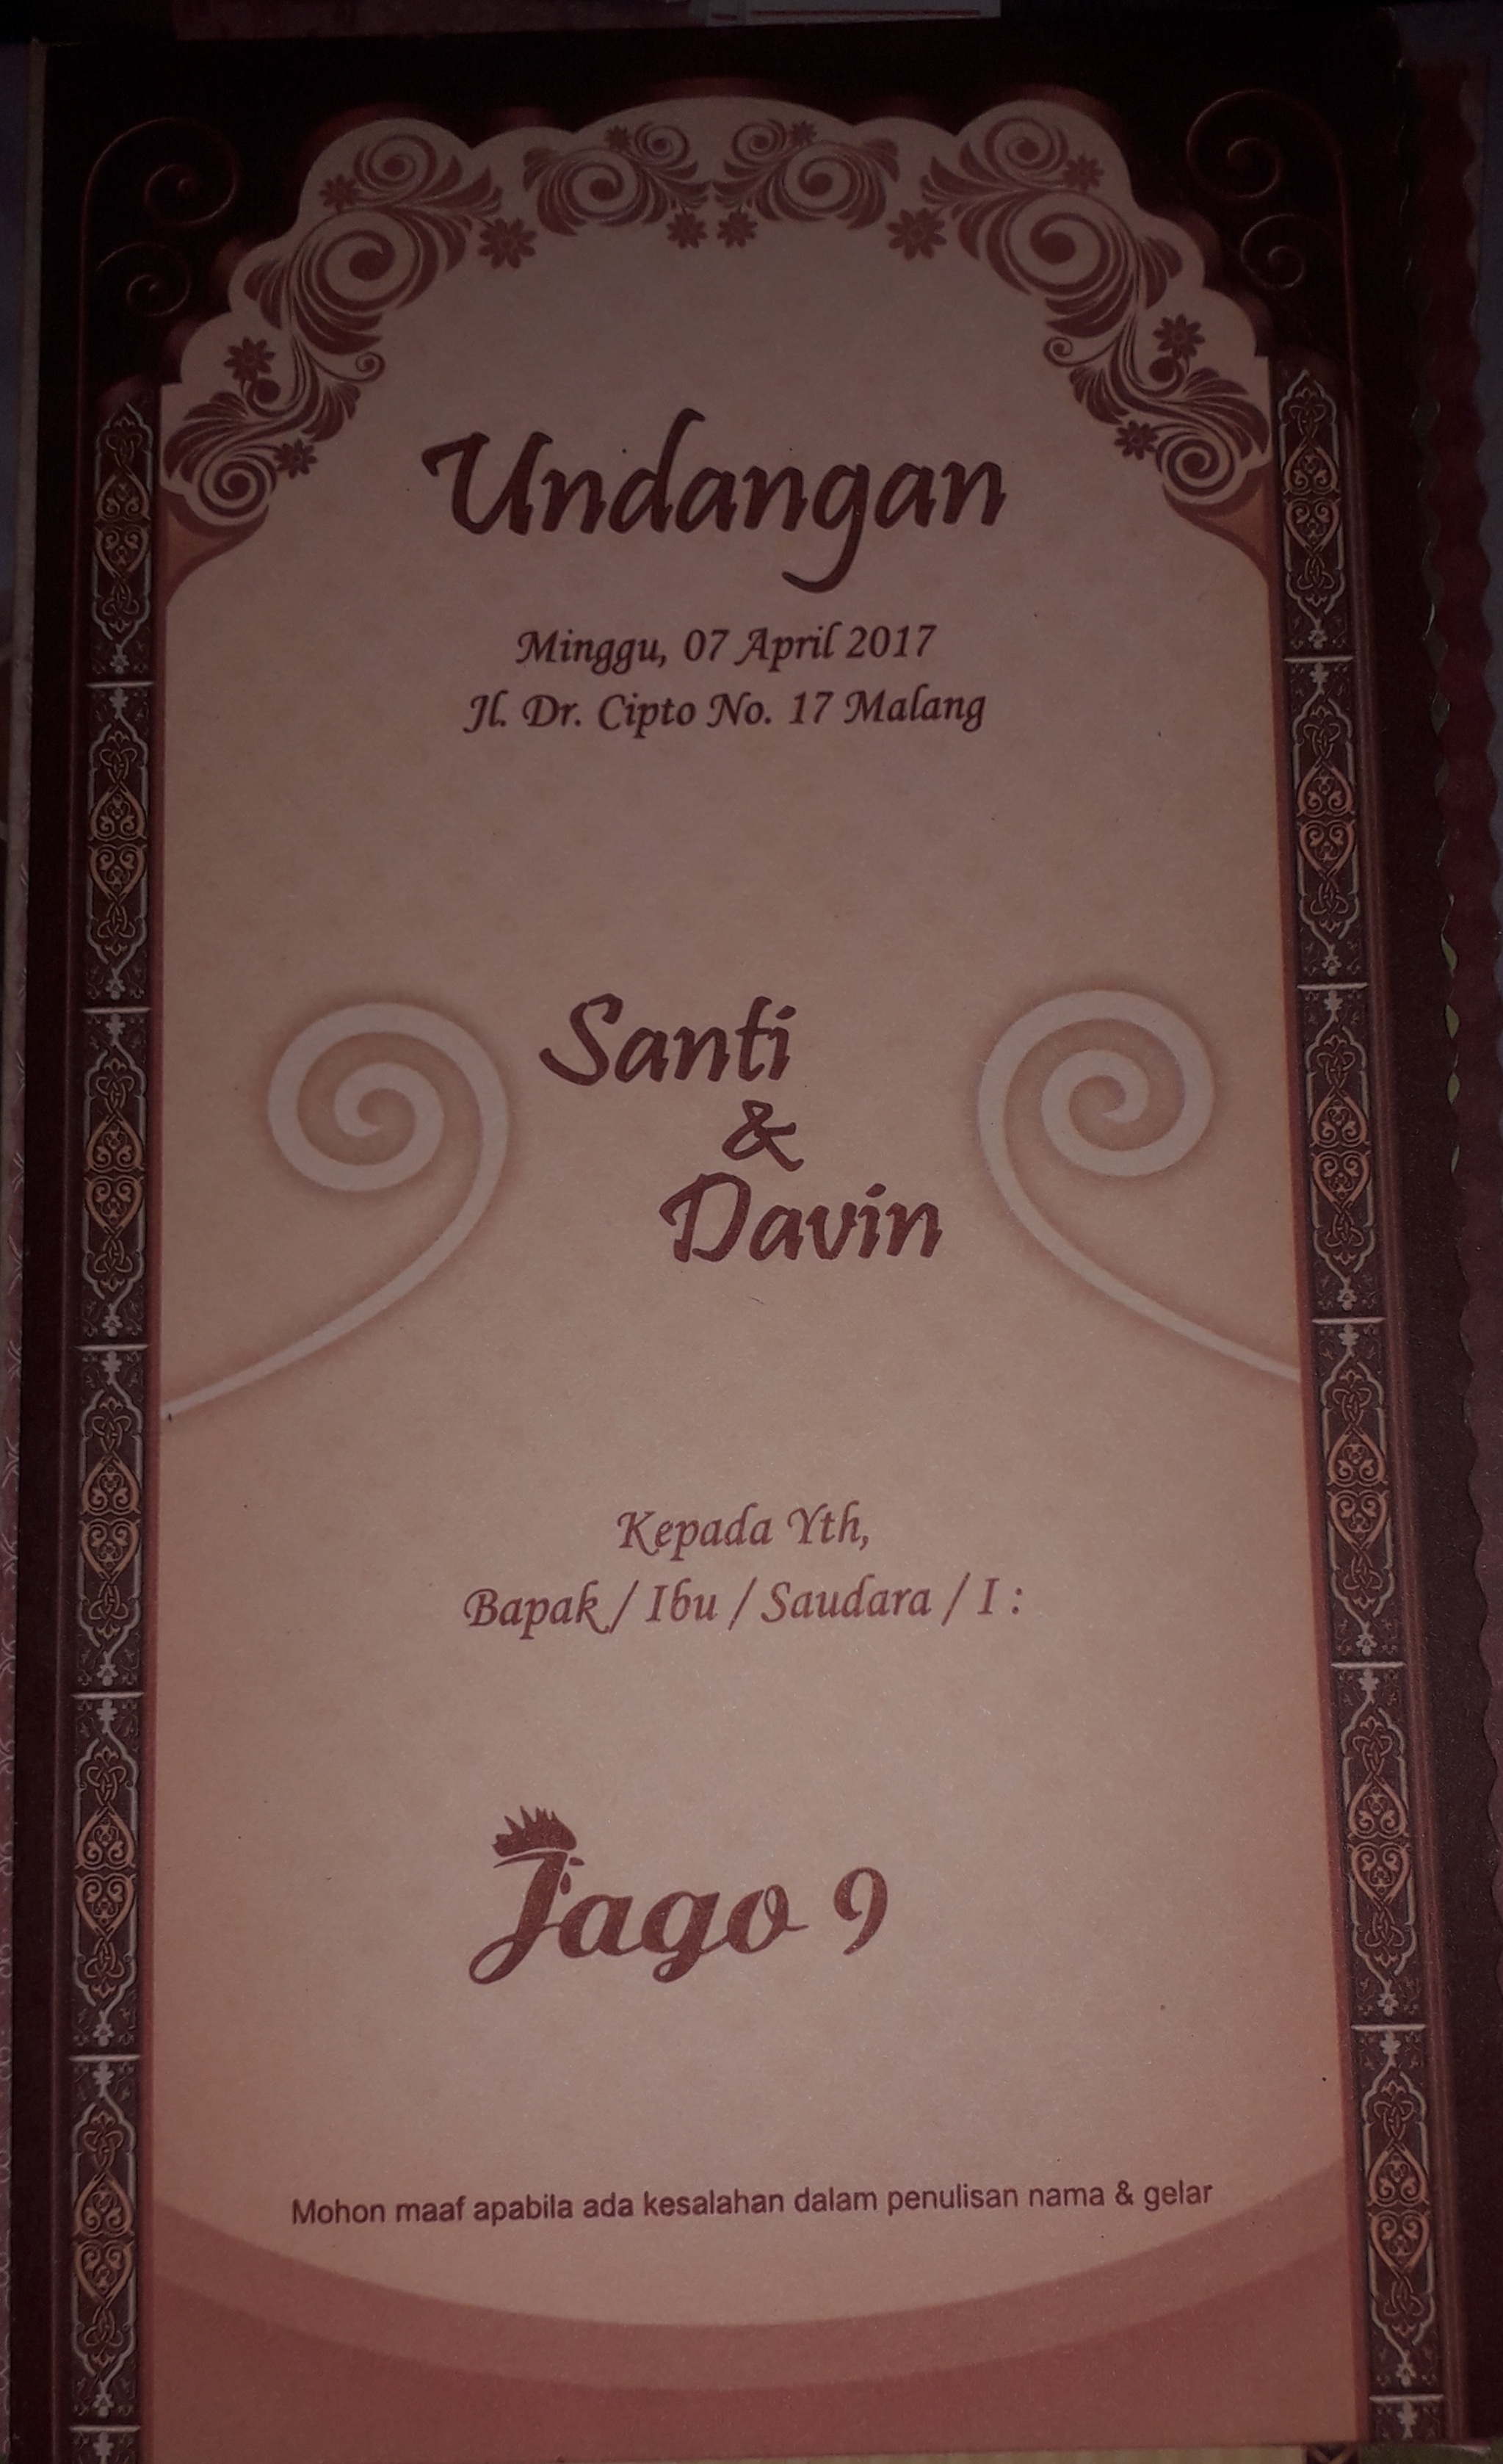 Undangan
Minggu, 07 April 2017
Jl. Dr. Cipto No. 17 Malang
Santi
&
Davin
Kepada Yth,
Bapak / Ibu / Saudara / I :
Jago 9
Mohon maaf apabila ada kesalahan dalam penulisan nama & gelar